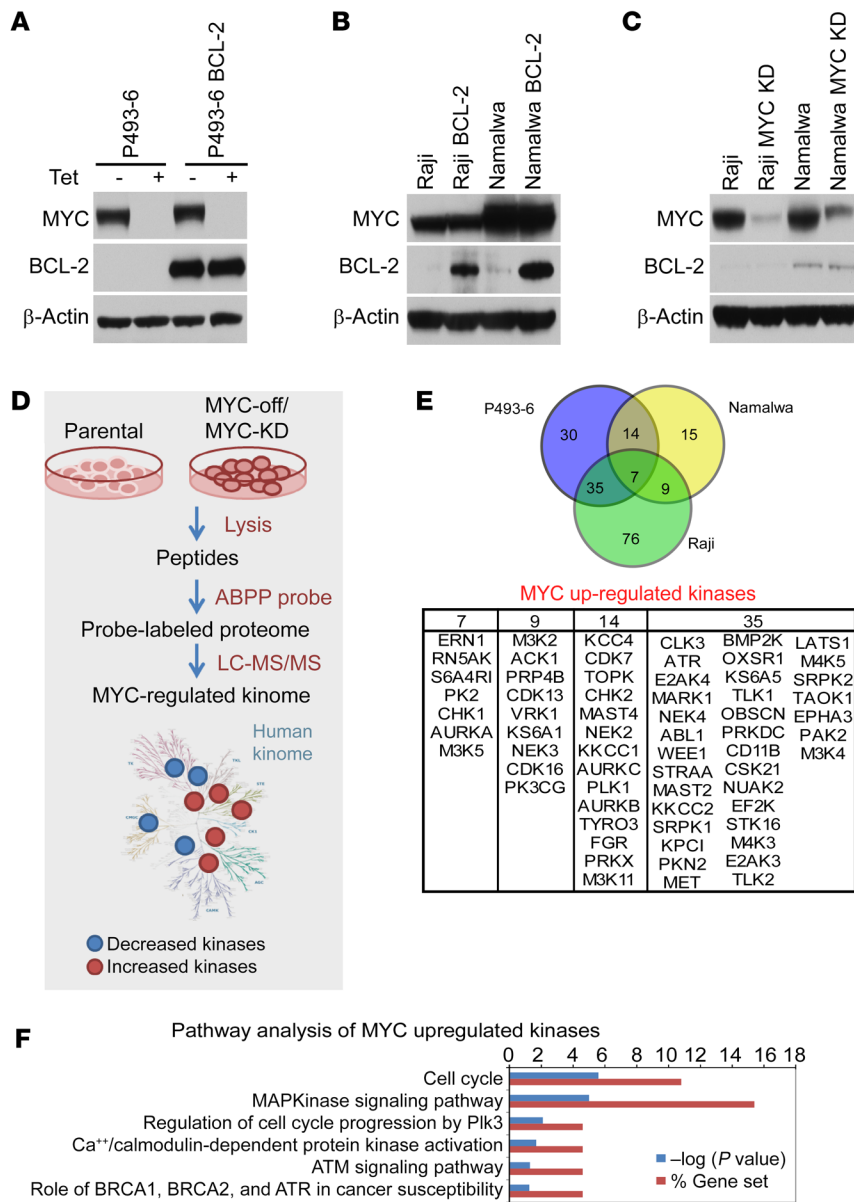 A
P493-6
P493-6 BCL-2
Tet - + - +
MYC
BCL-2
β-Actin
B
Raji
Raji BCL-2
Namalwa
Namalwa BCL-2
MYC
BCL-2
β-Actin
C
Raji
Raji MYC KD
Namalwa
Namalwa MYC KD
MYC
BCL-2
β-Actin
D
Parental
MYC-off/
MYC-KD
Lysis
Peptides
ABPP probe
Probe-labeled proteome
LC-MS/MS
MYC-regulated kinome
Human
kinome
TK
TKL
STE
CK1
AGC
CAMK
CMGC
Decreased kinases
Increased kinases
E
P493-6
Namalwa
30
14
15
7
35
9
76
Raji
MYC up-regulated kinases
7
ERN1
RN5AK
S6A4RI
PK2
CHK1
AURKA
M3K5
9
M3K2
ACK1
PRP4B
CDK13
VRK1
KS6A1
NEK3
CDK16
PK3CG
14
KCC4
CDK7
TOPK
CHK2
MAST4
NEK2
KKCC1
AURKC
PLK1
AURKB
TYRO3
FGR
PRKX
M3K11
35
CLK3
ATR
E2AK4
MARK1
NEK4
ABL1
WEE1
STRAA
MAST2
KKCC2
SRPK1
KPCI
PKN2
MET
BMP2K
OXSR1
KS6A5
TLK1
OBSCN
PRKDC
CD11B
CSK21
NUAK2
EF2K
STK16
M4K3
E2AK3
TLK2
LATS1
M4K5
SRPK2
TAOK1
EPHA3
PAK2
M3K4
F
Pathway analysis of MYC upregulated kinases
0 2 4 6 8 10 12 14 16 18
Cell cycle
MAPKinase signaling pathway
Regulation of cell cycle progression by Plk3
Ca++/calmodulin-dependent protein kinase activation
ATM signaling pathway
Role of BRCA1, BRCA2, and ATR in cancer susceptibility
–log (P value)
% Gene set